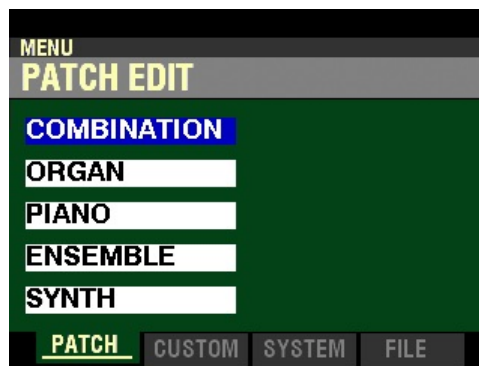 MENU
PATCH EDIT
COMBINATION
ORGAN
PIANO
ENSEMBLE
SYNTH
PATCH CUSTOM SYSTEM FILE